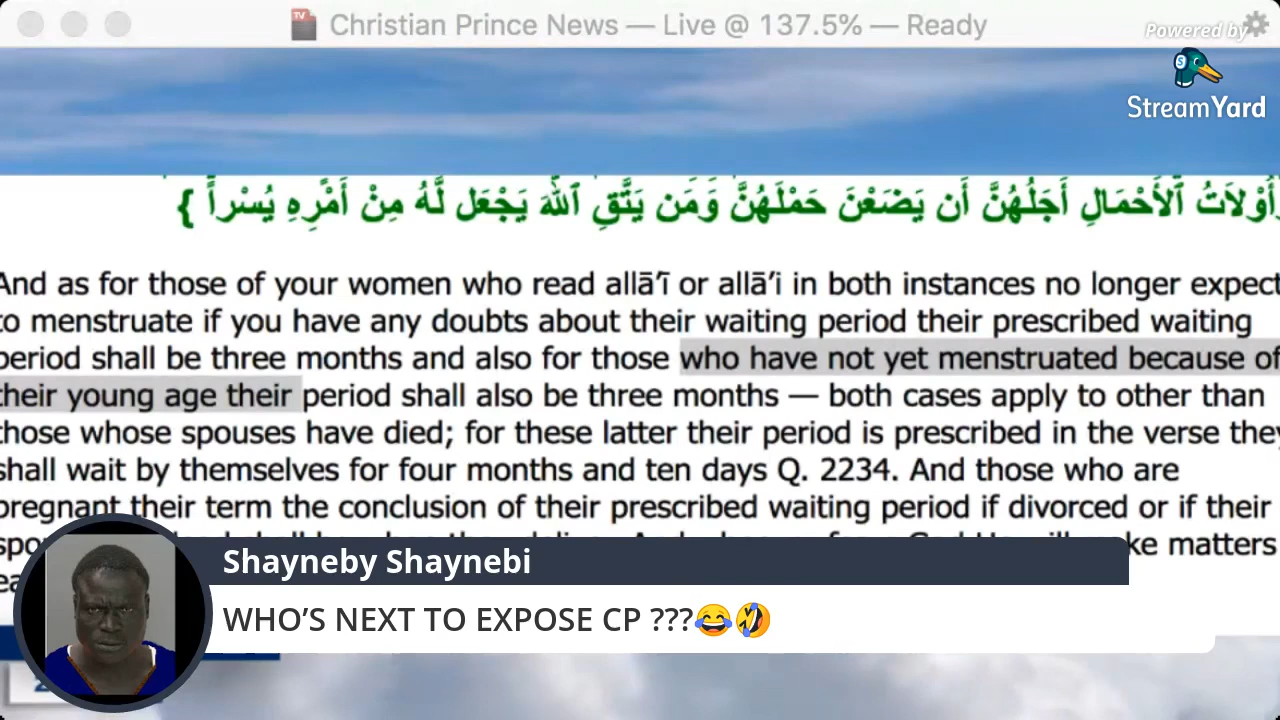 Christian Prince News — Live @ 137.5% — Ready
Powered by
StreamYard
أُوْلاَتُ ٱلأَحْمَالِ أَجَلُهُنَّ أَن يَضَعْنَ حَمْلَهُنَّ وَمَن يَتَّقِ ٱللَّهَ يَجْعَل لَّهُ مِنْ أَمْرِهِ يُسْراً }
And as for those of your women who read allā’ī or allā’i in both instances no longer expect
to menstruate if you have any doubts about their waiting period their prescribed waiting
period shall be three months and also for those who have not yet menstruated because of
their young age their period shall also be three months — both cases apply to other than
those whose spouses have died; for these latter their period is prescribed in the verse they
shall wait by themselves for four months and ten days Q. 2234. And those who are
pregnant their term the conclusion of their prescribed waiting period if divorced or if their
matters
Shayneby Shaynebi
WHO’S NEXT TO EXPOSE CP ???😂🤣